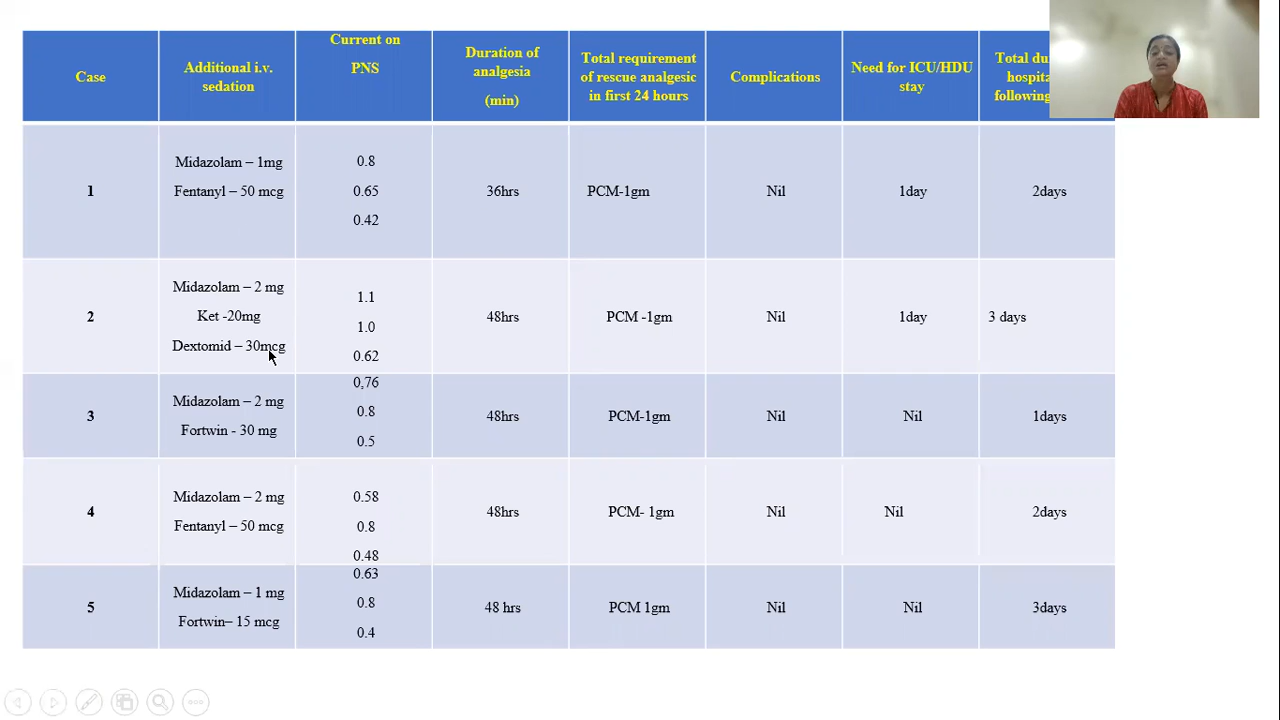 Case
Additional i.v.
sedation
Current on
PNS
Duration of
analgesia
(min)
Total requirement
of rescue analgesic
in first 24 hours
Complications
Need for ICU/HDU
stay
Total
hospita
following
1
Midazolam – 1mg
Fentanyl – 50 mcg
0.8
0.65
0.42
36hrs
PCM-1gm
Nil
1day
2days
2
Midazolam – 2 mg
Ket -20mg
Dextomid – 30mcg
1.1
1.0
0.62
48hrs
PCM -1gm
Nil
1day
3 days
3
Midazolam – 2 mg
Fortwin - 30 mg
0,76
0.8
0.5
48hrs
PCM-1gm
Nil
Nil
1days
4
Midazolam – 2 mg
Fentanyl – 50 mcg
0.58
0.8
0.48
48hrs
PCM- 1gm
Nil
Nil
2days
5
Midazolam – 1 mg
Fortwin– 15 mcg
0.63
0.8
0.4
48 hrs
PCM 1gm
Nil
Nil
3days